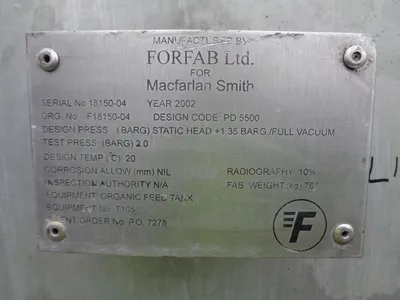 MANUFACTURED BY
FORFAB Ltd.
FOR
Macfarlan Smith
SERIAL No 18150-04 YEAR 2002
ORG. No F18150-04 DESIGN CODE: PD 5500
DESIGN PRESS (BARG) STATIC HEAD +1.35 BARG./FULL VACUUM
TEST PRESS (BARG) 2.0
DESIGN TEMP (°C) 20
CORROSION ALLOW (mm) NIL RADIOGRAPHY: 10%
INSPECTION AUTHORITY N/A FAB. WEIGHT.(kg) 787
EQUIPMENT: ORGANIC FEED TANK
EQUIPMENT No: T105
CLIENT ORDER No: P.O. 7278
F